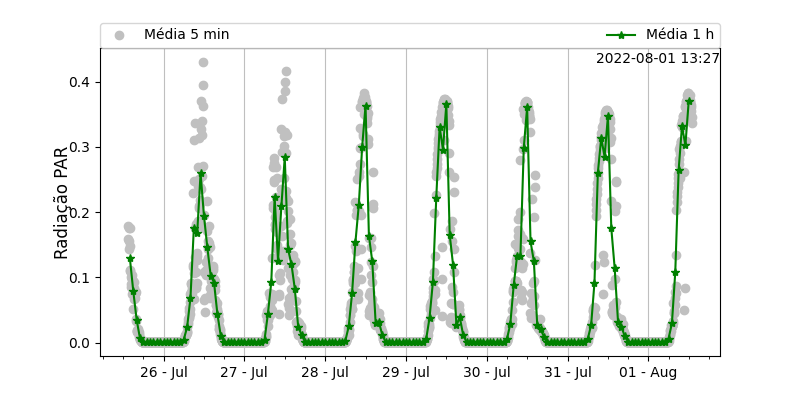 Média 5 min
Média 1 h
2022-08-01 13:27
Radiação PAR
0.4
0.3
0.2
0.1
0.0
26 - Jul
27 - Jul
28 - Jul
29 - Jul
30 - Jul
31 - Jul
01 - Aug